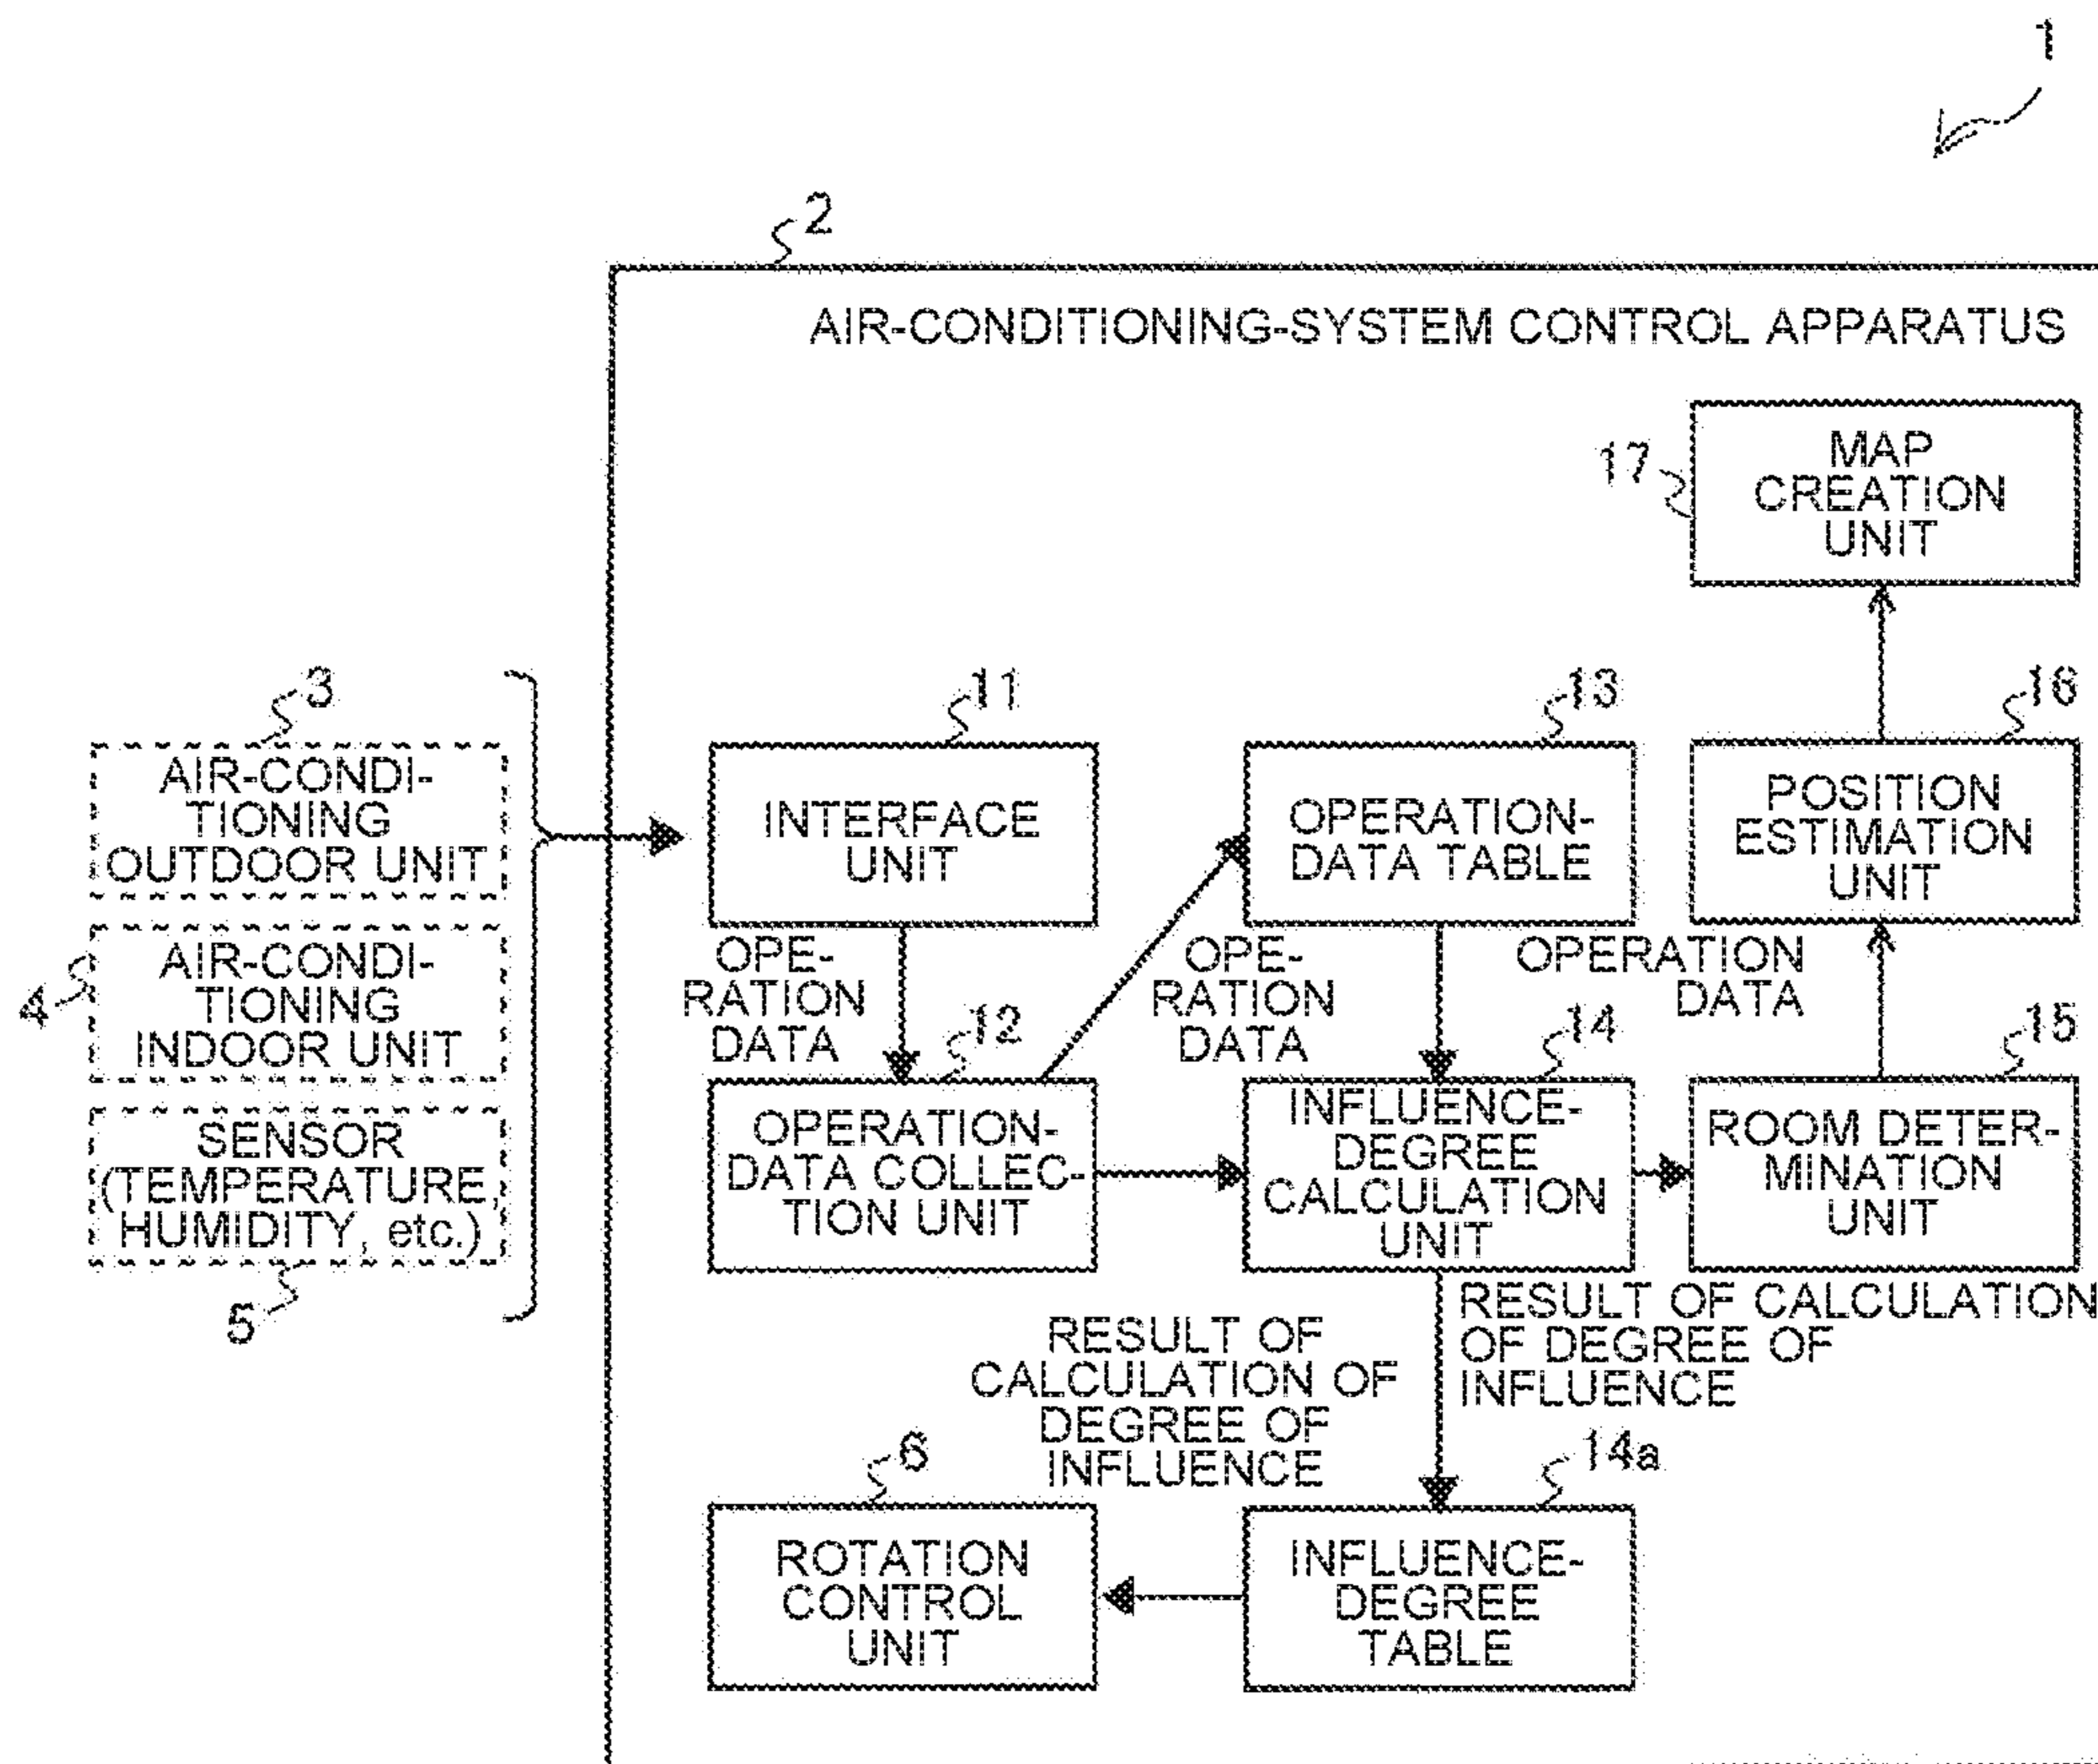 1
2
AIR-CONDITIONING-SYSTEM CONTROL APPARATUS
17
MAP
CREATION
UNIT
3
AIR-CONDI-
TIONING
OUTDOOR UNIT
4
AIR-CONDI-
TIONING
INDOOR UNIT
SENSOR
(TEMPERATURE,
HUMIDITY, etc.)
5
11
INTERFACE
UNIT
13
OPERATION-
DATA TABLE
16
POSITION
ESTIMATION
UNIT
OPE-
RATION
DATA
OPE-
RATION
DATA
OPERATION
DATA
12
OPERATION-
DATA COLLEC-
TION UNIT
14
INFLUENCE-
DEGREE
CALCULATION
UNIT
15
ROOM DETER-
MINATION
UNIT
RESULT OF
CALCULATION OF
DEGREE OF
INFLUENCE
RESULT OF CALCULATION
OF DEGREE OF
INFLUENCE
6
ROTATION
CONTROL
UNIT
14a
INFLUENCE-
DEGREE
TABLE